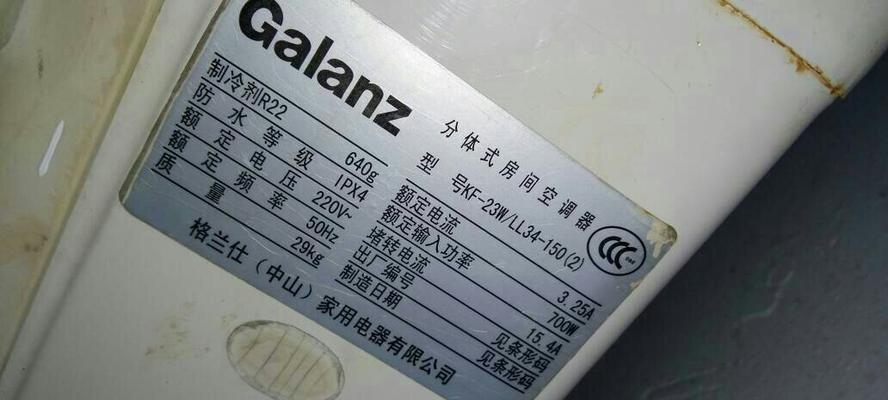 Galanz
分体式房间空调器
型号KF-23W/LL34-150(2)
制冷剂R22 640g
防水等级 IPX4
额定电压 220V~
额定频率 50Hz
质量 29kg
额定电流 3.25A
额定输入功率 700W
堵转电流 15.4A
出厂编号 见条形码
制造日期 见条形码
格兰仕（中山）家用电器有限公司